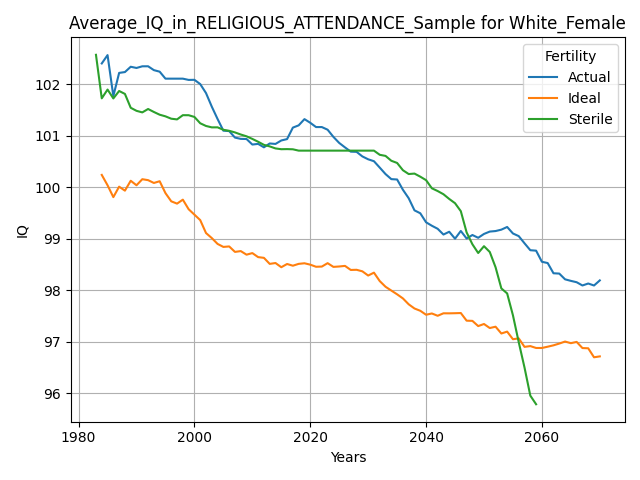 Average_IQ_in_RELIGIOUS_ATTENDANCE_Sample for White_Female
Fertility
Actual
Ideal
Sterile
IQ
102
101
100
99
98
97
96
1980
2000
2020
2040
2060
Years